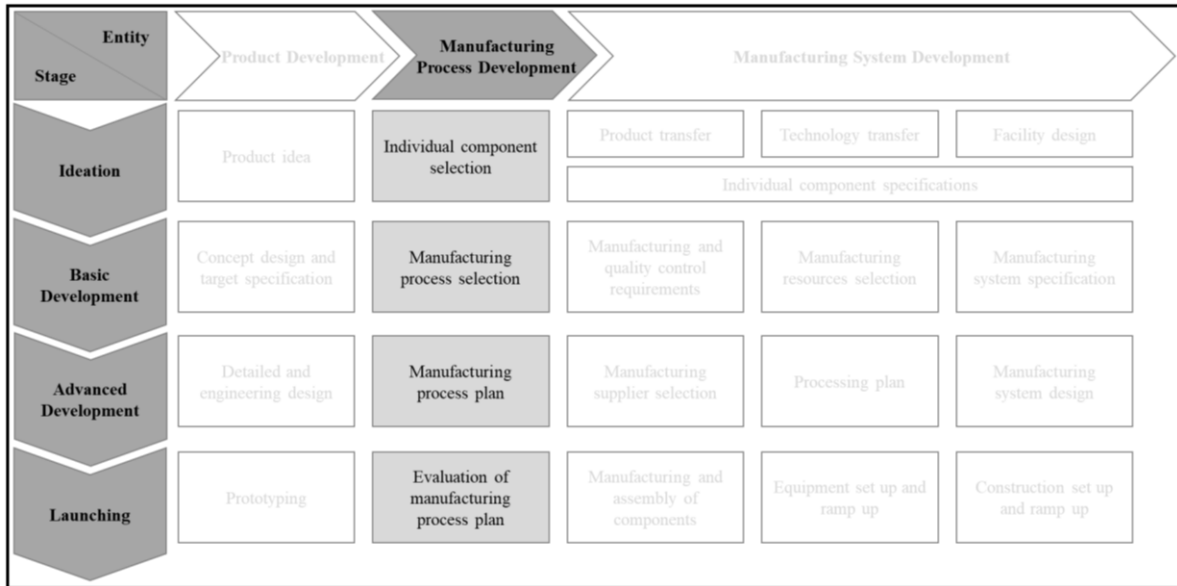 Entity
Stage
Product Development
Manufacturing
Process Development
Manufacturing System Development
Ideation
Product idea
Individual component
selection
Product transfer
Technology transfer
Facility design
Individual component specifications
Basic
Development
Concept design and
target specification
Manufacturing
process selection
Manufacturing and
quality control
requirements
Manufacturing
resources selection
Manufacturing
system specification
Advanced
Development
Detailed and
engineering design
Manufacturing
process plan
Manufacturing
supplier selection
Processing plan
Manufacturing
system design
Launching
Prototyping
Evaluation of
manufacturing
process plan
Manufacturing and
assembly of
components
Equipment set up and
ramp up
Construction set up
and ramp up